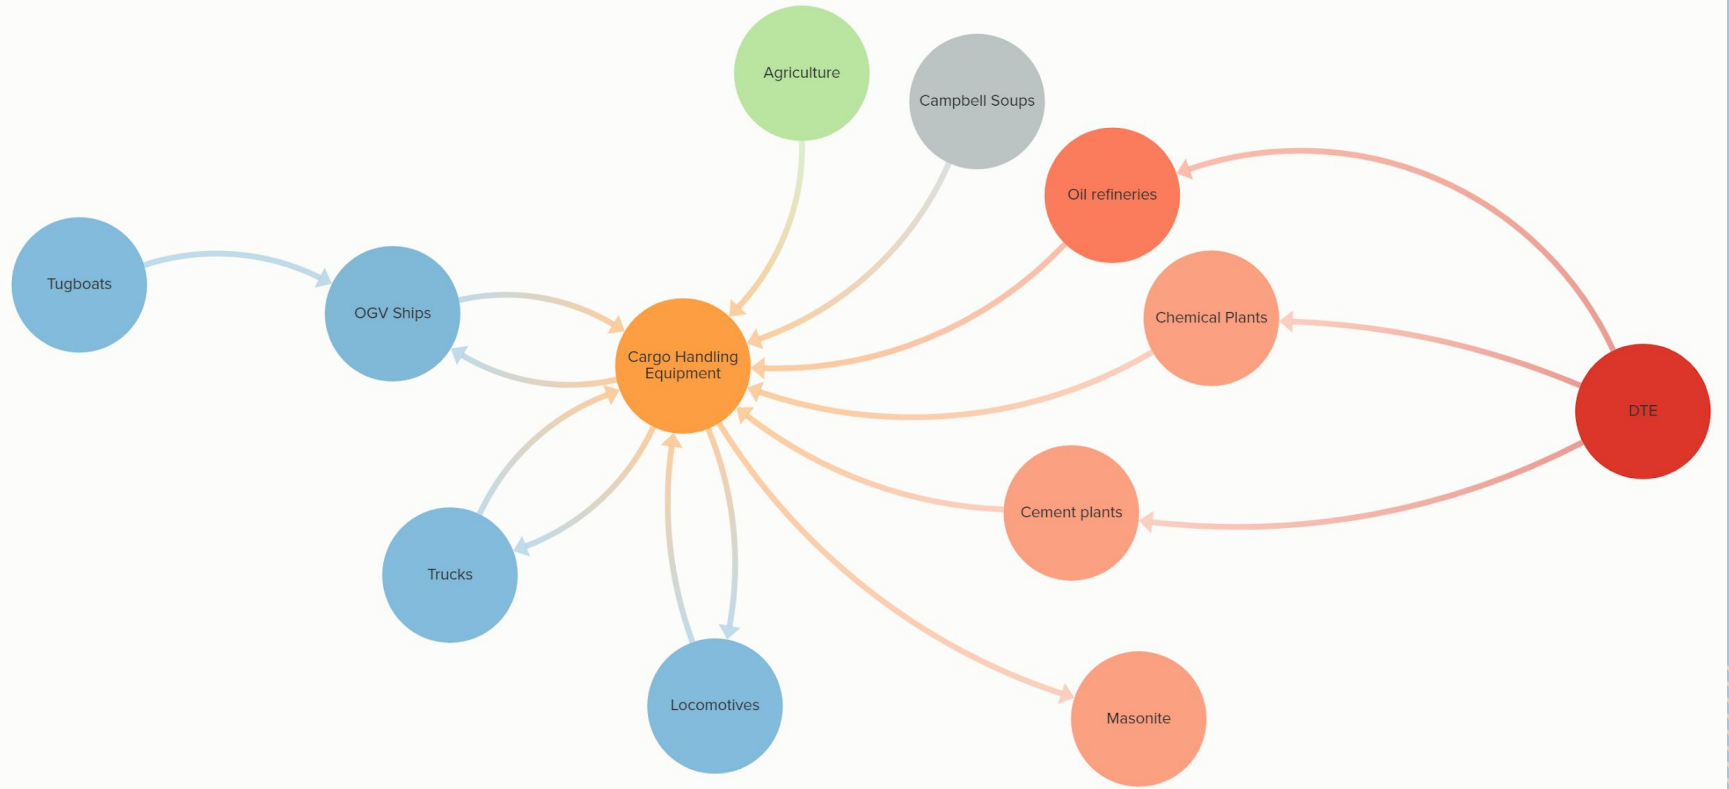 Agriculture
Campbell Soups
Oil refineries
Tugboats
OGV Ships
Chemical Plants
Cargo Handling
Equipment
DTE
Cement plants
Trucks
Locomotives
Masonite